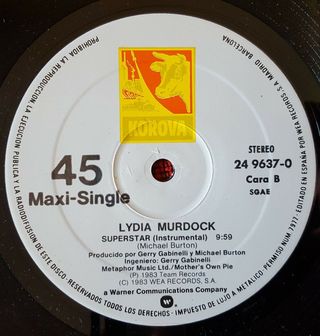 PROHIBIDA LA REPRODUCCION, LA EJECUCION PUBLICA Y LA RADIODIFUSION DE ESTE DISCO. RESERVADOS TODOS LOS DERECHOS - IMPUESTO DE LUJO A METALICO - PERMISO NUM 7977 - EDITADO EN ESPAÑA POR WEA RECORDS, S.A. MADRID BARCELONA
KOROVA
45
Maxi-Single
STEREO
24 9637-0
Cara B
SGAE
LYDIA MURDOCK
SUPERSTAR (Instrumental) 9:59
(Michael Burton)
Producido por Gerry Gabinelli y Michael Burton
Ingeniero: Gerry Gabinelli
Metaphor Music Ltd./Mother's Own Pie
(P) 1983 Team Records
(C) 1983 WEA RECORDS, S.A.
a Warner Communications Company